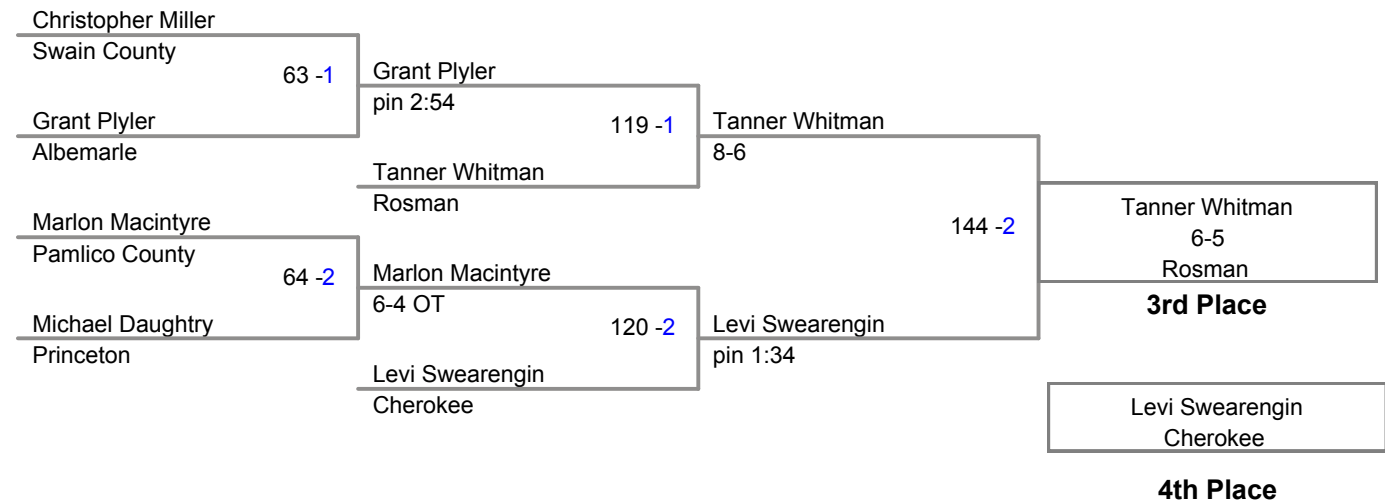 Christopher Miller
Swain County
63 -1
Grant Plyler
pin 2:54
Grant Plyler
Albemarle
119 -1
Tanner Whitman
8-6
Tanner Whitman
Rosman
Marlon Macintyre
Pamlico County
64 -2
Marlon Macintyre
6-4 OT
144 -2
Tanner Whitman
6-5
Rosman
3rd Place
Michael Daughtry
Princeton
120 -2
Levi Swearengin
pin 1:34
Levi Swearengin
Cherokee
Levi Swearengin
Cherokee
4th Place